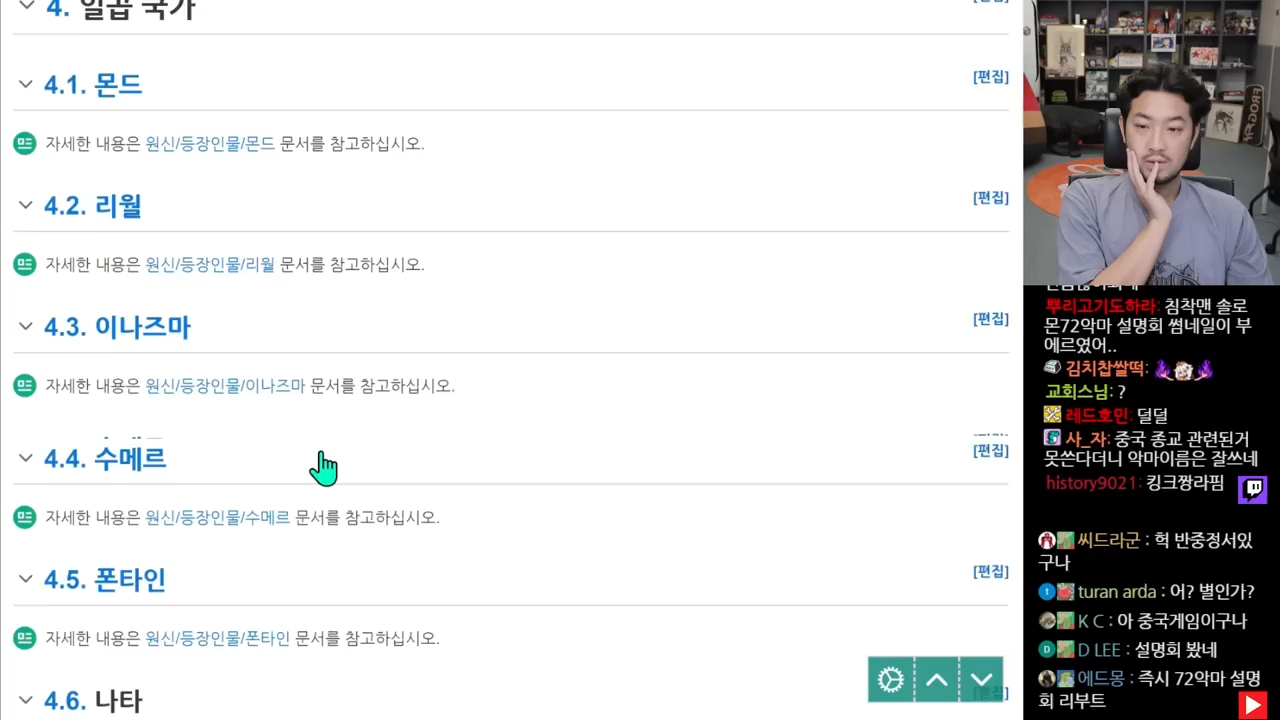 4. 일곱 국가
[편집]
4.1. 몬드
[편집]
자세한 내용은 원신/등장인물/몬드 문서를 참고하십시오.
4.2. 리월
[편집]
자세한 내용은 원신/등장인물/리월 문서를 참고하십시오.
4.3. 이나즈마
[편집]
자세한 내용은 원신/등장인물/이나즈마 문서를 참고하십시오.
4.4. 수메르
[편집]
자세한 내용은 원신/등장인물/수메르 문서를 참고하십시오.
4.5. 폰타인
[편집]
자세한 내용은 원신/등장인물/폰타인 문서를 참고하십시오.
4.6. 나타
[편집]
뿌리고기도하라: 침착맨 솔로
몬72악마 설명회 썸네일이 부
에르였어..
김치찹쌀떡:
교회스님: ?
레드호민: 덜덜
사_자: 중국 종교 관련된거
못쓴다더니 악마이름은 잘쓰네
history9021: 킹크짱라핌
씨드라군 : 헉 반중정서있
구나
turan arda : 어? 별인가?
K C : 아 중국게임이구나
D LEE : 설명회 봤네
에드몽 : 즉시 72악마 설명
회 리부트